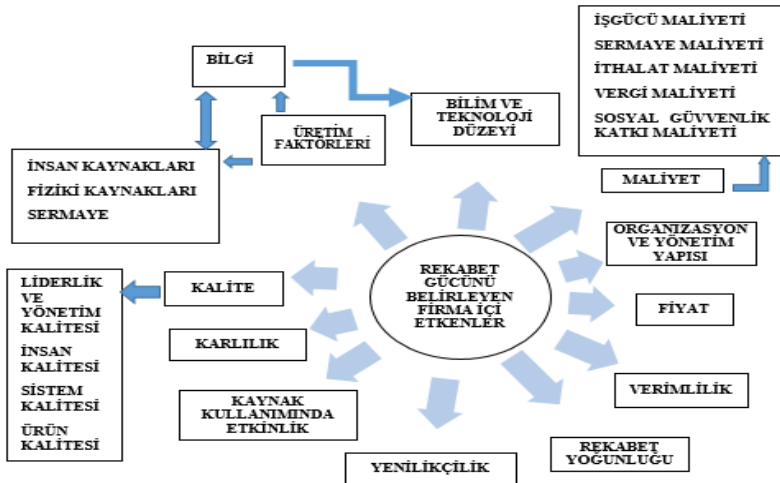 BİLGİ
ÜRETİM
FAKTÖRLERİ
BİLİM VE
TEKNOLOJİ
DÜZEYİ
İŞGÜCÜ MALİYETİ
SERMAYE MALİYETİ
İTHALAT MALİYETİ
VERGİ MALİYETİ
SOSYAL GÜVVENLİK
KATKI MALİYETİ
İNSAN KAYNAKLARI
FİZİKİ KAYNAKLARI
SERMAYE
MALİYET
ORGANİZASYON
VE YÖNETİM
YAPISI
REKABET
GÜCÜNÜ
BELİRLEYEN
FİRMA İÇİ
ETKENLER
KALİTE
LİDERLİK
VE
YÖNETİM
KALİTESİ
İNSAN
KALİTESİ
SİSTEM
KALİTESİ
ÜRÜN
KALİTESİ
FİYAT
KARLILIK
VERİMLİLİK
KAYNAK
KULLANIMINDA
ETKİNLİK
REKABET
YOĞUNLUĞU
YENİLİKÇİLİK